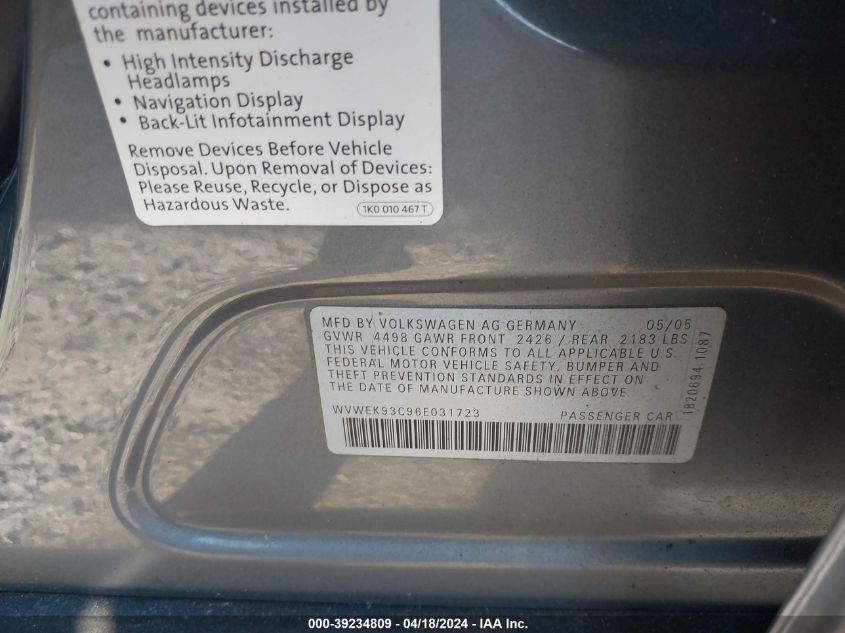 containing devices installed by
the manufacturer:
• High Intensity Discharge
Headlamps
• Navigation Display
• Back-Lit Infotainment Display
Remove Devices Before Vehicle
Disposal. Upon Removal of Devices:
Please Reuse, Recycle, or Dispose as
Hazardous Waste.
1K0 010 467 T
MFD BY VOLKSWAGEN AG GERMANY 05/05
GVWR 4498 GAWR FRONT 2426 / REAR 2183 LBS
THIS VEHICLE CONFORMS TO ALL APPLICABLE U.S.
FEDERAL MOTOR VEHICLE SAFETY, BUMPER AND
THEFT PREVENTION STANDARDS IN EFFECT ON
THE DATE OF MANUFACTURE SHOWN ABOVE.
WVWEK93C96E031723 PASSENGER CAR
1820694.1087
000-39234809 - 04/18/2024 - IAA Inc.